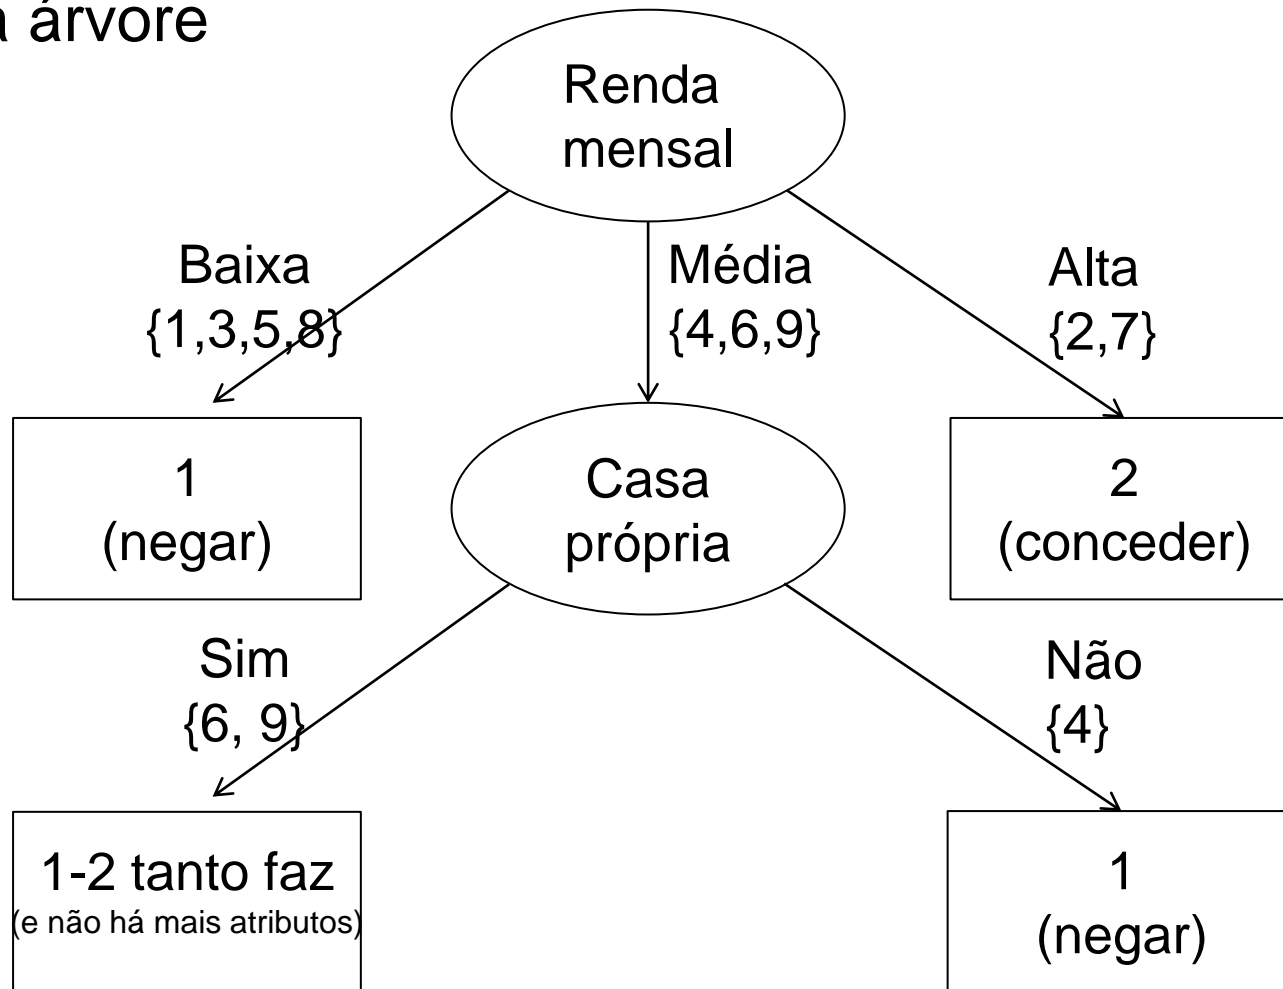 a árvore
Renda
mensal
Baixa
{1,3,5,8}
Média
{4,6,9}
Alta
{2,7}
1
(negar)
Casa
própria
2
(conceder)
Sim
{6, 9}
Não
{4}
1-2 tanto faz
(e não há mais atributos)
1
(negar)